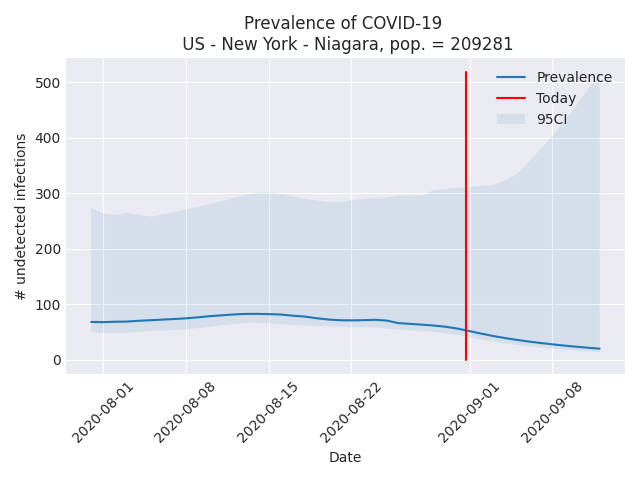 Prevalence of COVID-19
US - New York - Niagara, pop. = 209281
# undetected infections
500
400
300
200
100
0
Prevalence
Today
95CI
2020-08-01
2020-08-08
2020-08-15
2020-08-22
2020-09-01
2020-09-08
Date